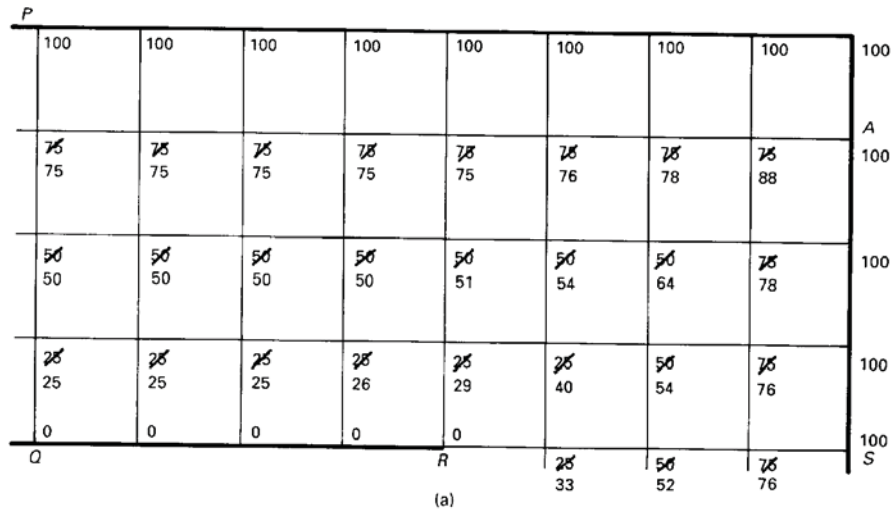 P
100 100 100 100 100 100 100 100 100
A
75 75 75 75 75 75 75 75 100
75 75 75 75 75 76 78 88
50 50 50 50 50 50 50 75 100
50 50 50 50 51 54 64 78
25 25 25 25 25 25 50 75 100
25 25 25 26 29 40 54 76
0 0 0 0 0 100
Q R 25 50 75 S
33 52 76
(a)